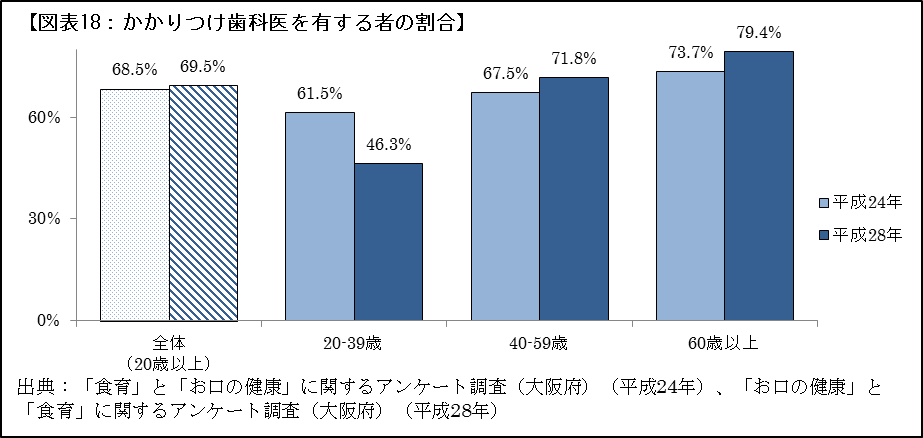 【図表18：かかりつけ歯科医を有する者の割合】
68.5%
69.5%
61.5%
46.3%
67.5%
71.8%
73.7%
79.4%
60%
30%
0%
平成24年
平成28年
全体
（20歳以上）
20-39歳
40-59歳
60歳以上
出典：「食育」と「お口の健康」に関するアンケート調査（大阪府）（平成24年）、「お口の健康」と
「食育」に関するアンケート調査（大阪府）（平成28年）